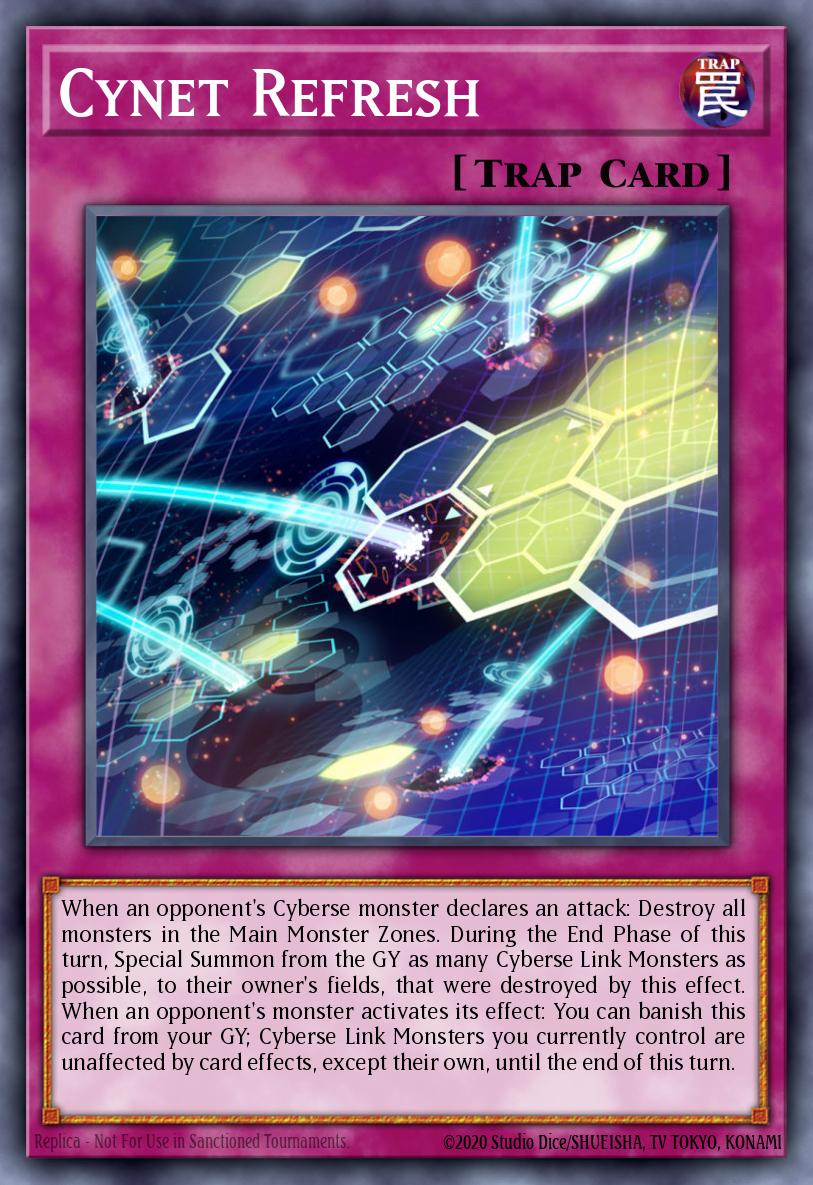 Cynet Refresh
TRAP
罠
[Trap Card]
When an opponent's Cyberse monster declares an attack: Destroy all
monsters in the Main Monster Zones. During the End Phase of this
turn, Special Summon from the GY as many Cyberse Link Monsters as
possible, to their owner's fields, that were destroyed by this effect.
When an opponent's monster activates its effect: You can banish this
card from your GY; Cyberse Link Monsters you currently control are
unaffected by card effects, except their own, until the end of this turn.
Replica - Not For Use in Sanctioned Tournaments.
©2020 Studio Dice/SHUEISHA, TV TOKYO, KONAMI